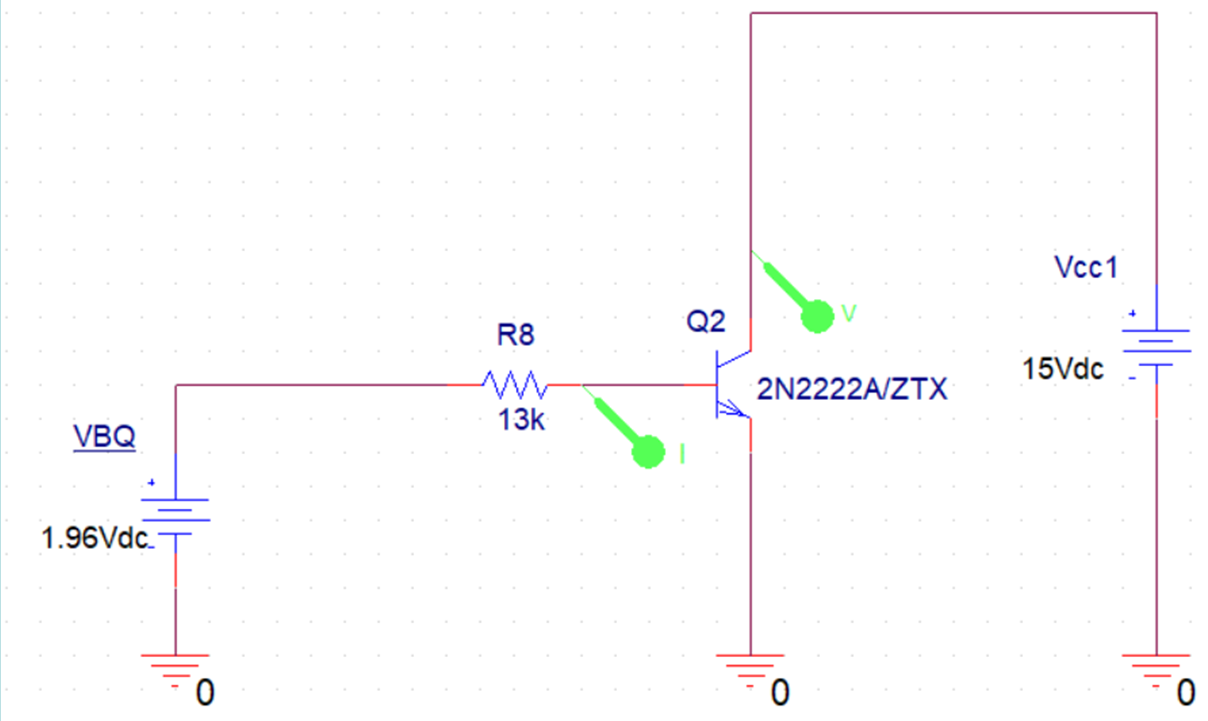 Vcc1
V
Q2
R8
15Vdc
2N2222A/ZTX
13k
VBQ
I
1.96Vdc
0
0
0